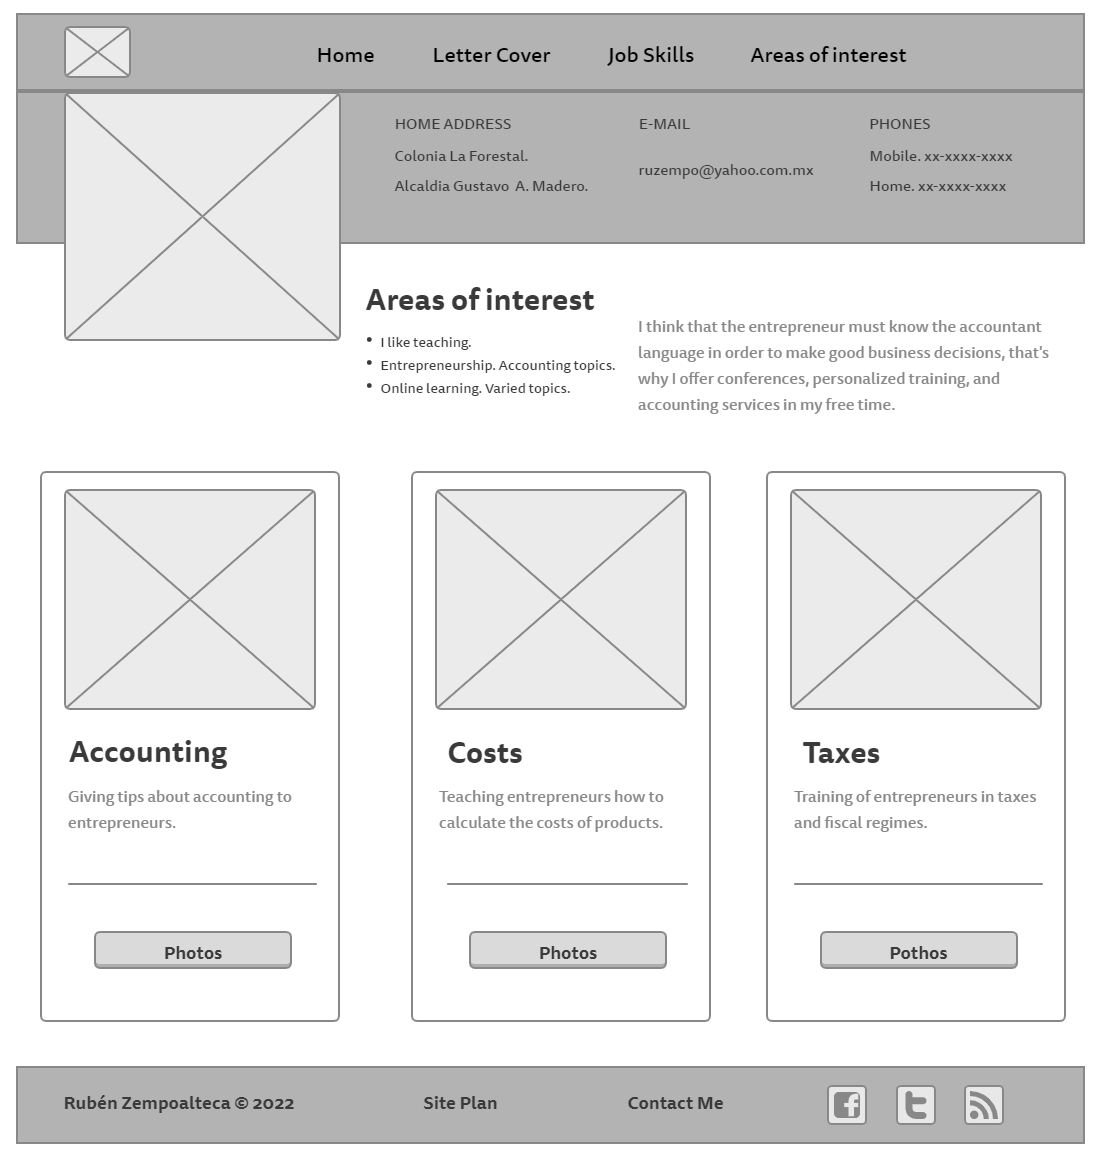 Home Letter Cover Job Skills Areas of interest
HOME ADDRESS
Colonia La Forestal.
Alcaldia Gustavo A. Madero.
E-MAIL
ruzempo@yahoo.com.mx
PHONES
Mobile. xx-xxxx-xxxx
Home. xx-xxxx-xxxx
Areas of interest
• I like teaching.
• Entrepreneurship. Accounting topics.
• Online learning. Varied topics.
I think that the entrepreneur must know the accountant
language in order to make good business decisions, that's
why I offer conferences, personalized training, and
accounting services in my free time.
Accounting
Giving tips about accounting to
entrepreneurs.
Photos
Costs
Teaching entrepreneurs how to
calculate the costs of products.
Photos
Taxes
Training of entrepreneurs in taxes
and fiscal regimes.
Pothos
Rubén Zempoalteca © 2022 Site Plan Contact Me